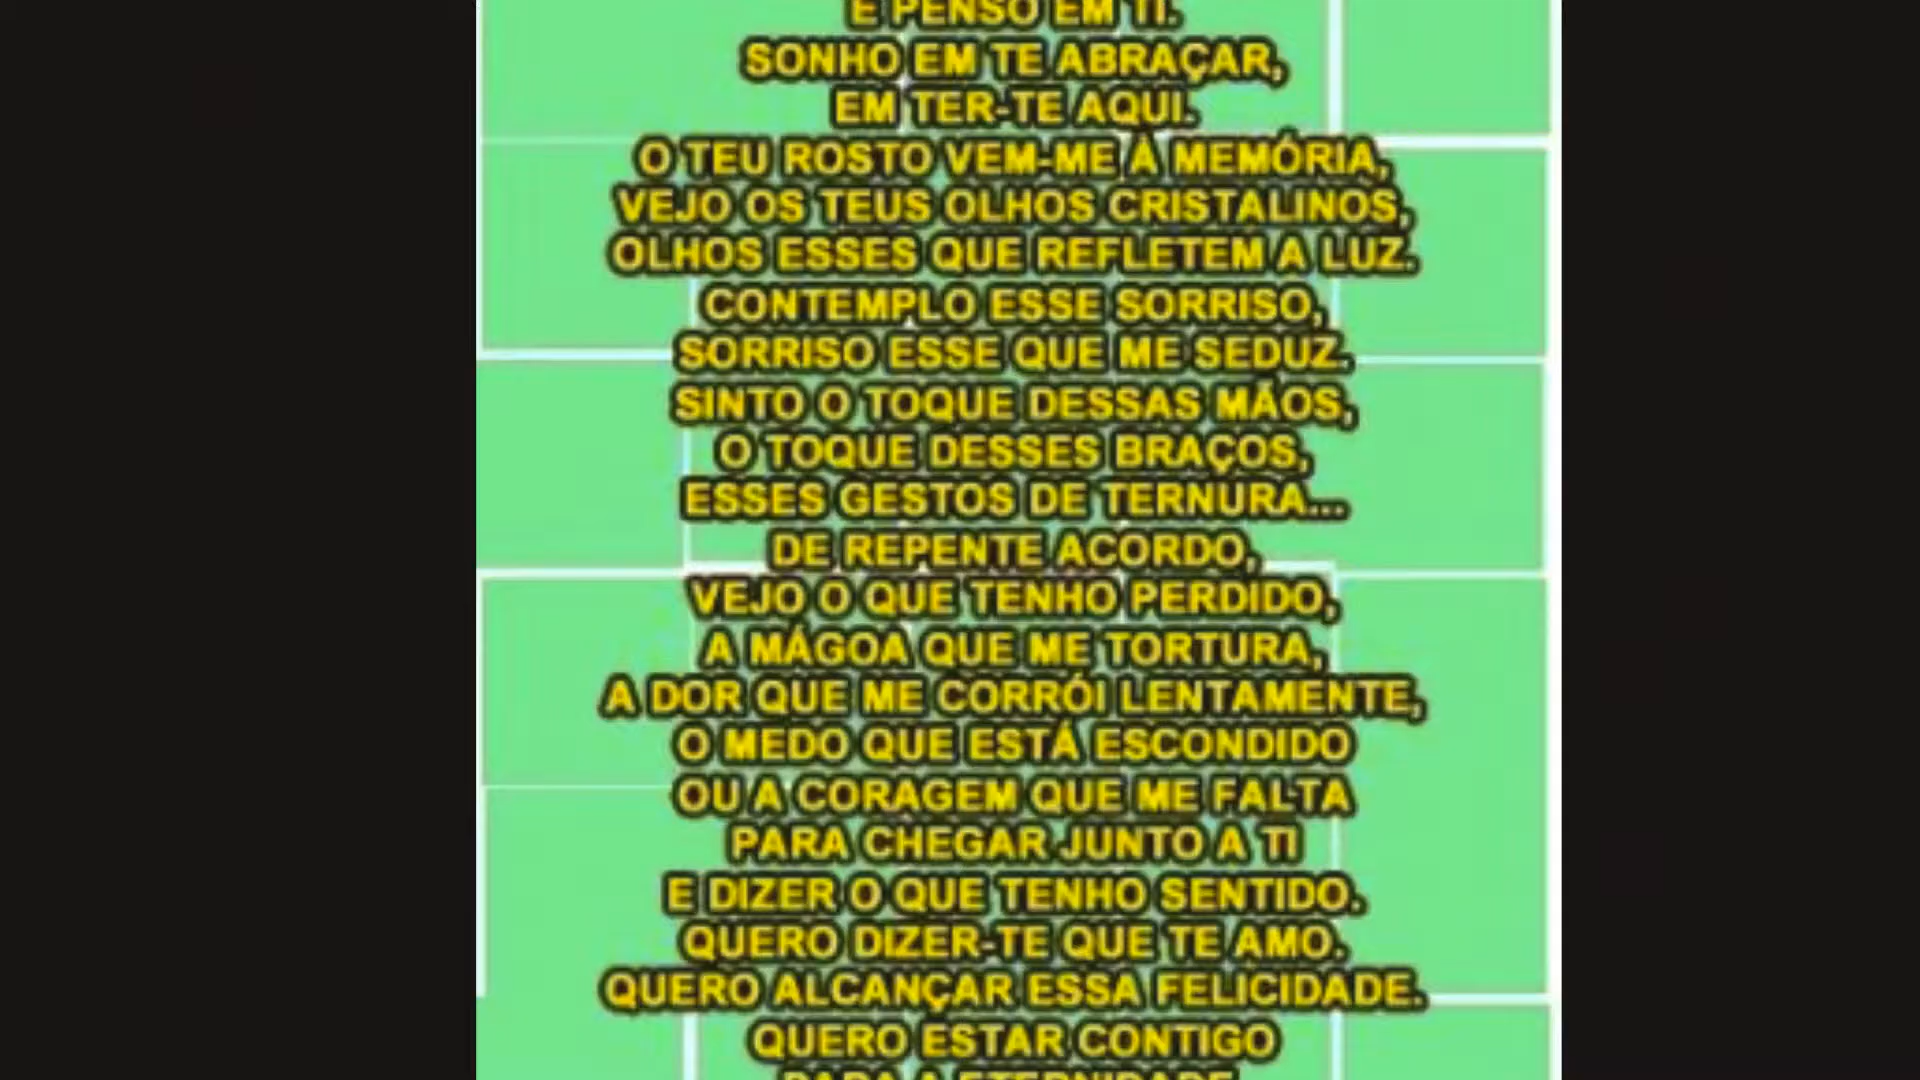 E PENSO EM TI.
SONHO EM TE ABRAÇAR,
EM TER-TE AQUI.
O TEU ROSTO VEM-ME À MEMÓRIA,
VEJO OS TEUS OLHOS CRISTALINOS,
OLHOS ESSES QUE REFLETEM A LUZ.
CONTEMPLO ESSE SORRISO,
SORRISO ESSE QUE ME SEDUZ.
SINTO O TOQUE DESSAS MÃOS,
O TOQUE DESSES BRAÇOS,
ESSES GESTOS DE TERNURA...
DE REPENTE ACORDO,
VEJO O QUE TENHO PERDIDO,
A MÁGOA QUE ME TORTURA,
A DOR QUE ME CORRÓI LENTAMENTE,
O MEDO QUE ESTÁ ESCONDIDO
OU A CORAGEM QUE ME FALTA
PARA CHEGAR JUNTO A TI
E DIZER O QUE TENHO SENTIDO.
QUERO DIZER-TE QUE TE AMO.
QUERO ALCANÇAR ESSA FELICIDADE.
QUERO ESTAR CONTIGO
PARA A ETERNIDADE